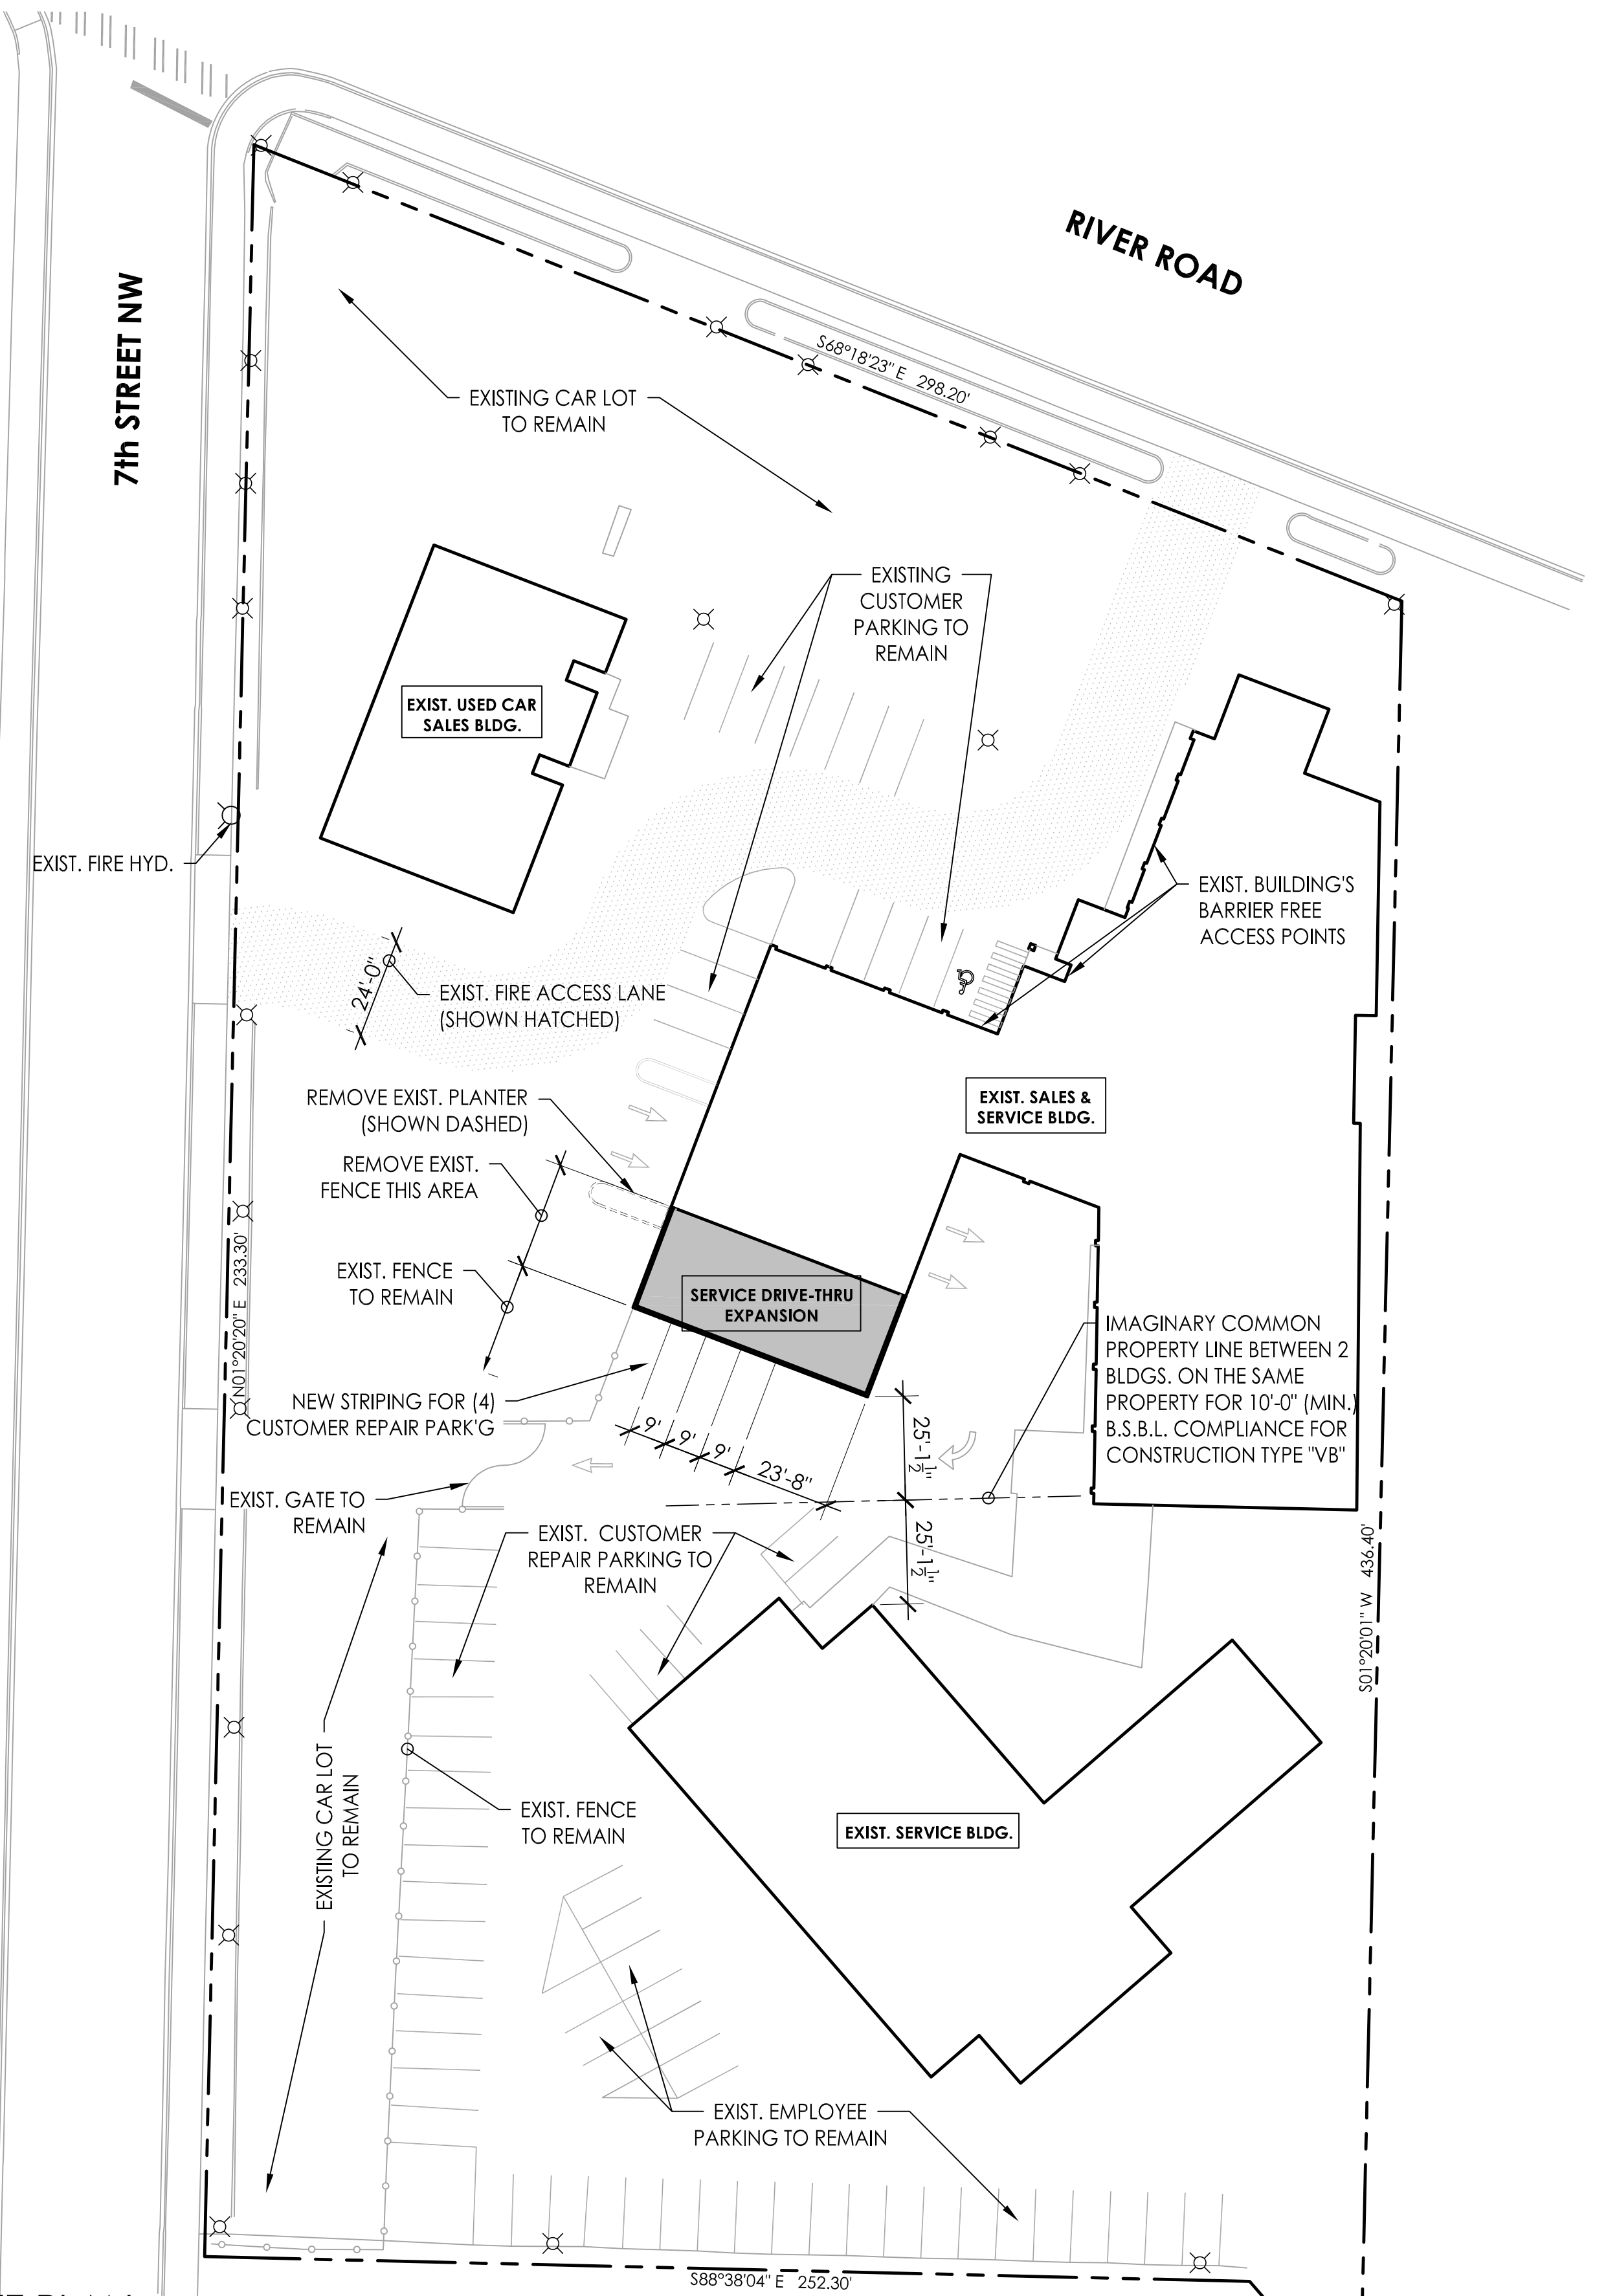 RIVER ROAD
7th STREET NW
S68°18'23" E 298.20'
EXISTING CAR LOT
TO REMAIN
EXISTING
CUSTOMER
PARKING TO
REMAIN
EXIST. USED CAR
SALES BLDG.
EXIST. FIRE HYD.
EXIST. BUILDING'S
BARRIER FREE
ACCESS POINTS
24'-0"
EXIST. FIRE ACCESS LANE
(SHOWN HATCHED)
REMOVE EXIST. PLANTER
(SHOWN DASHED)
EXIST. SALES &
SERVICE BLDG.
REMOVE EXIST.
FENCE THIS AREA
EXIST. FENCE
TO REMAIN
N01°20'20" E 233.30'
SERVICE DRIVE-THRU
EXPANSION
IMAGINARY COMMON
PROPERTY LINE BETWEEN 2
BLDGS. ON THE SAME
PROPERTY FOR 10'-0" (MIN.)
B.S.B.L. COMPLIANCE FOR
CONSTRUCTION TYPE "VB"
NEW STRIPING FOR (4)
CUSTOMER REPAIR PARK'G
9'
9'
9'
23'-8"
25'-1 1/2"
25'-1 1/2"
EXIST. GATE TO
REMAIN
EXIST. CUSTOMER
REPAIR PARKING TO
REMAIN
S01°20'01" W 436.40'
EXISTING CAR LOT
TO REMAIN
EXIST. FENCE
TO REMAIN
EXIST. SERVICE BLDG.
EXIST. EMPLOYEE
PARKING TO REMAIN
S88°38'04" E 252.30'